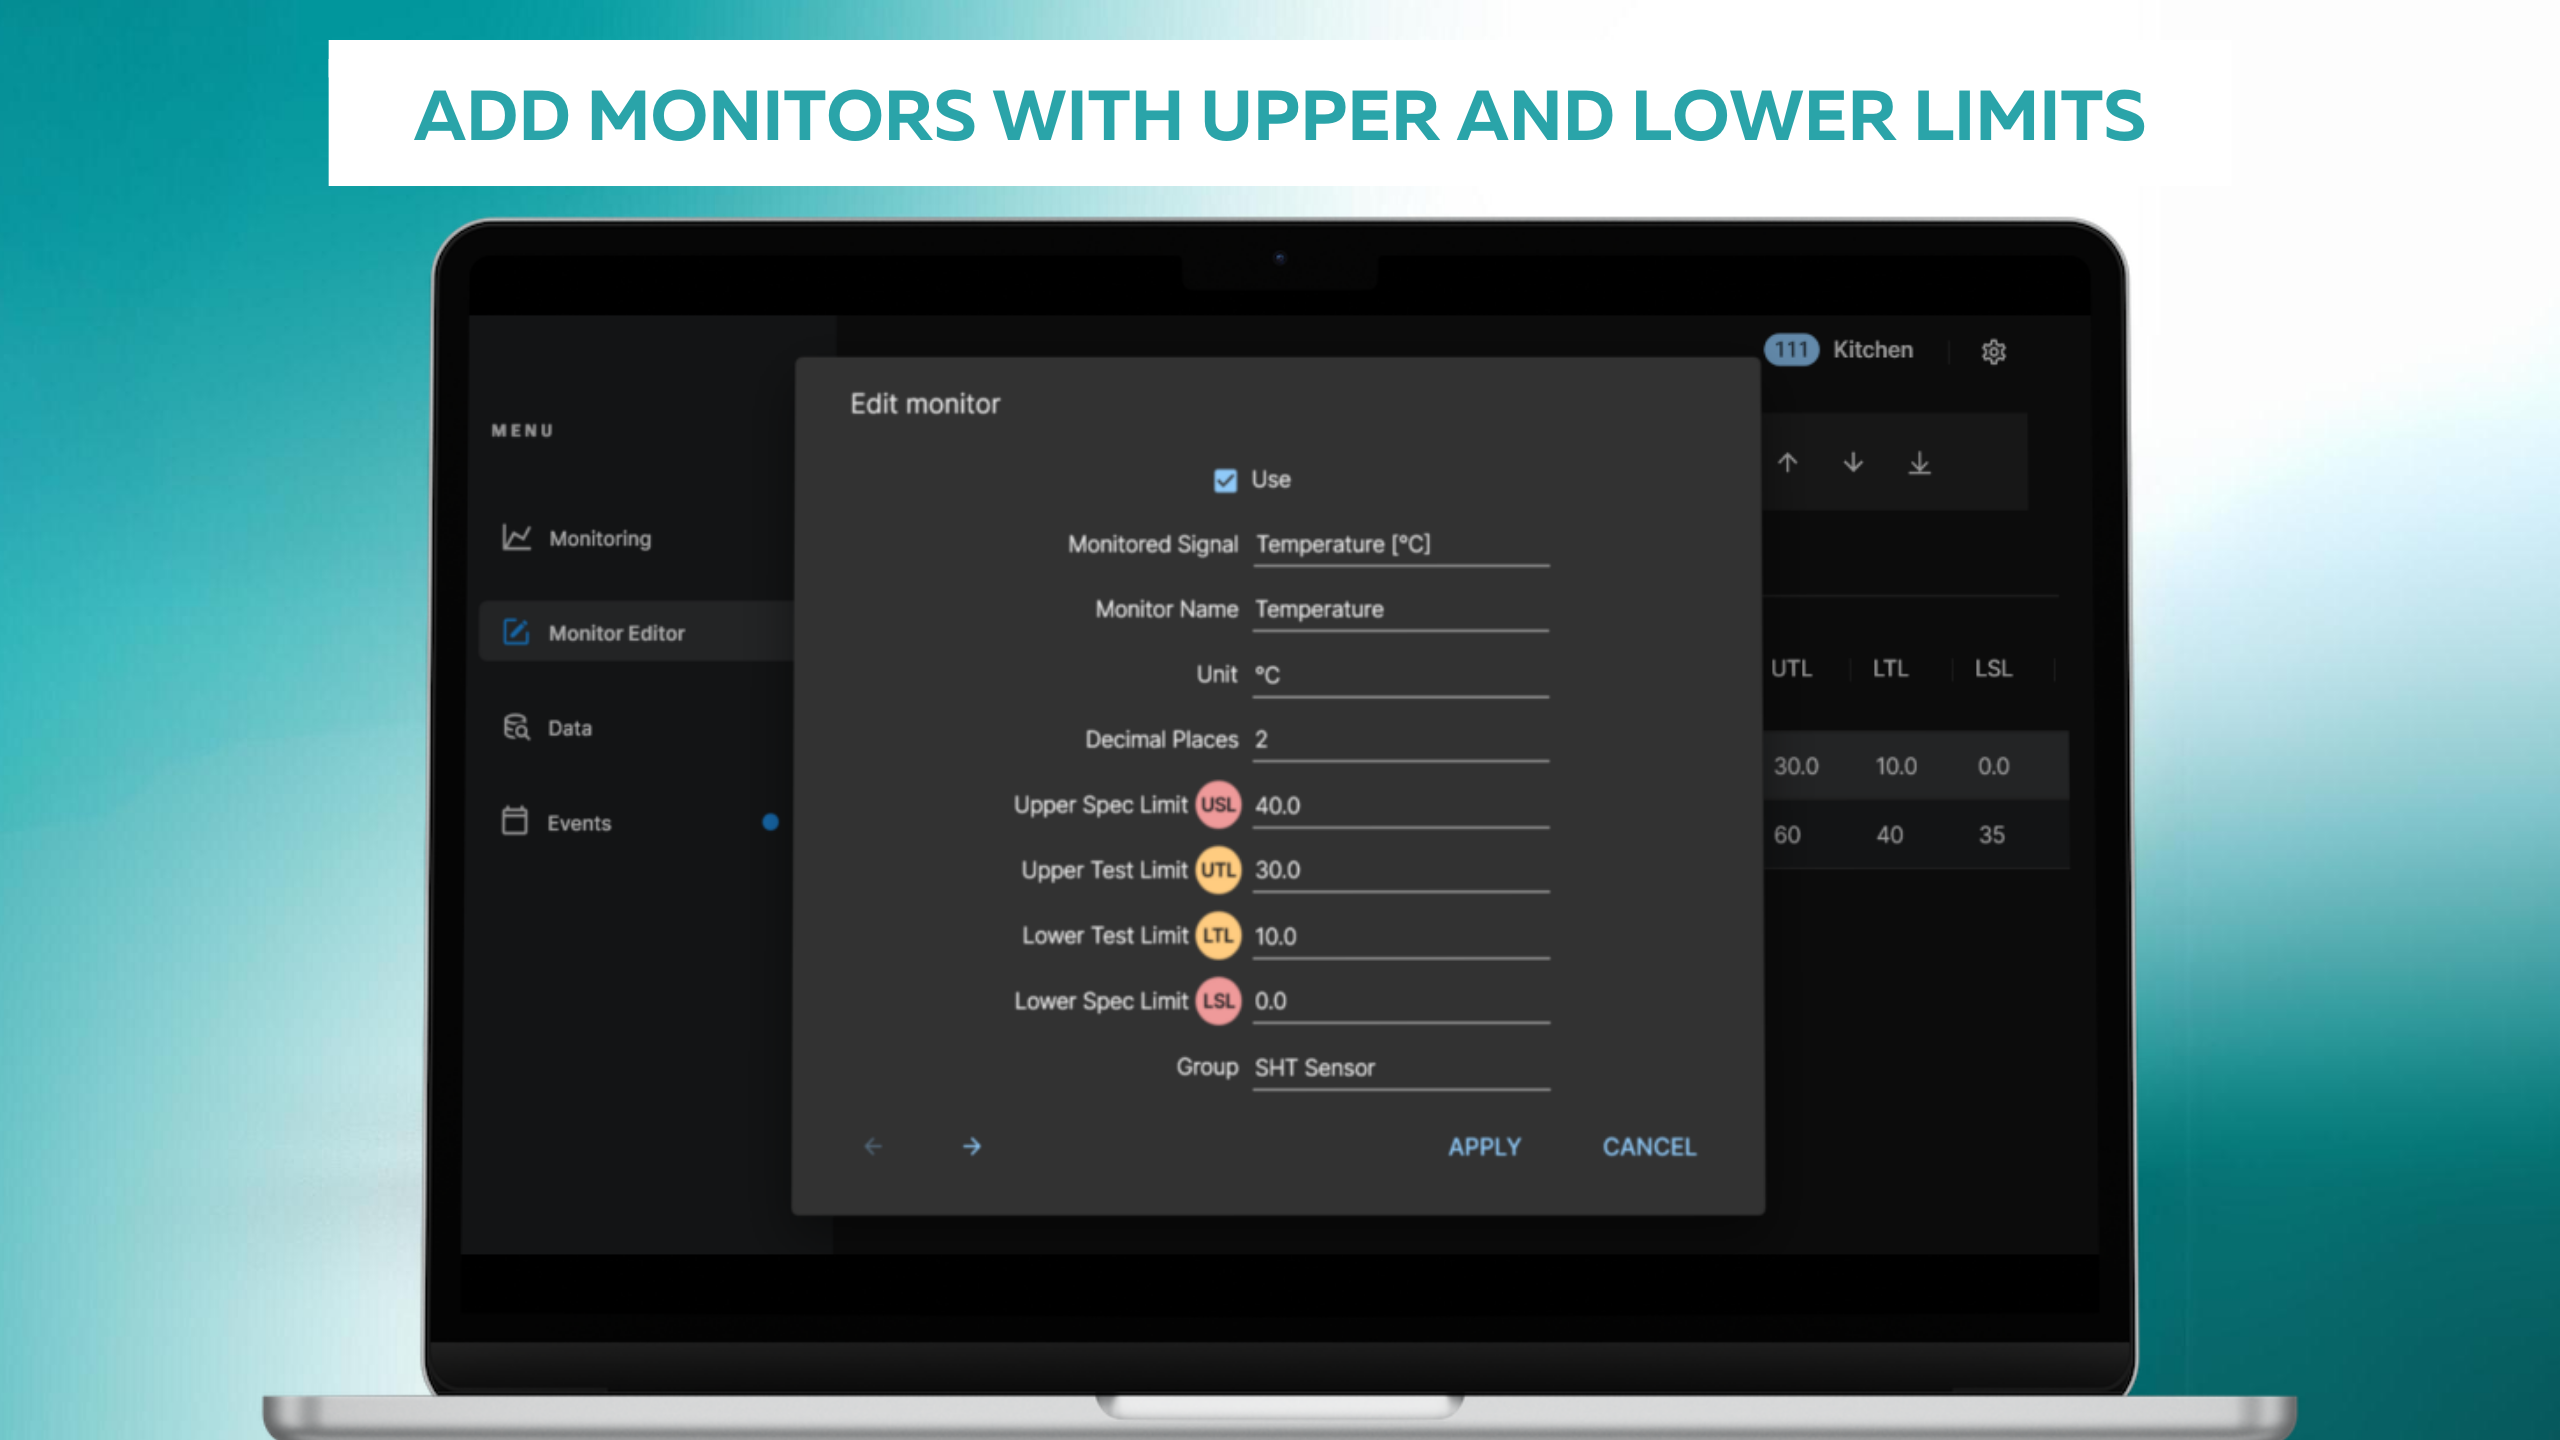 ADD MONITORS WITH UPPER AND LOWER LIMITS
111 Kitchen
MENU
Monitoring
Monitor Editor
Data
Events
Edit monitor
Use
Monitored Signal Temperature [°C]
Monitor Name Temperature
Unit °C
Decimal Places 2
Upper Spec Limit USL 40.0
Upper Test Limit UTL 30.0
Lower Test Limit LTL 10.0
Lower Spec Limit LSL 0.0
Group SHT Sensor
APPLY CANCEL
UTL LTL LSL
30.0 10.0 0.0
60 40 35